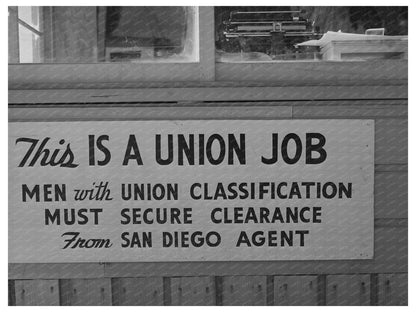 This IS A UNION JOB
MEN with UNION CLASSIFICATION
MUST SECURE CLEARANCE
From SAN DIEGO AGENT